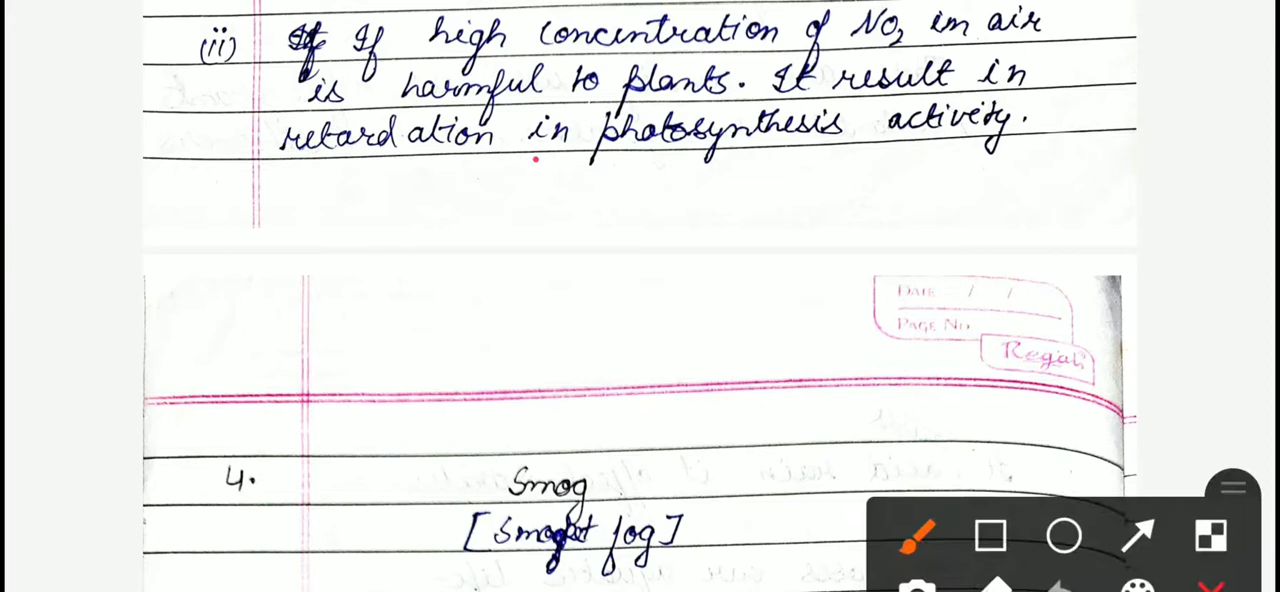 (ii) If high concentration of NO₂ in air
is harmful to plants. It result in
retardation in photosynthesis activity.
DATE / /
PAGE NO
Regal
4. Smog
fog]